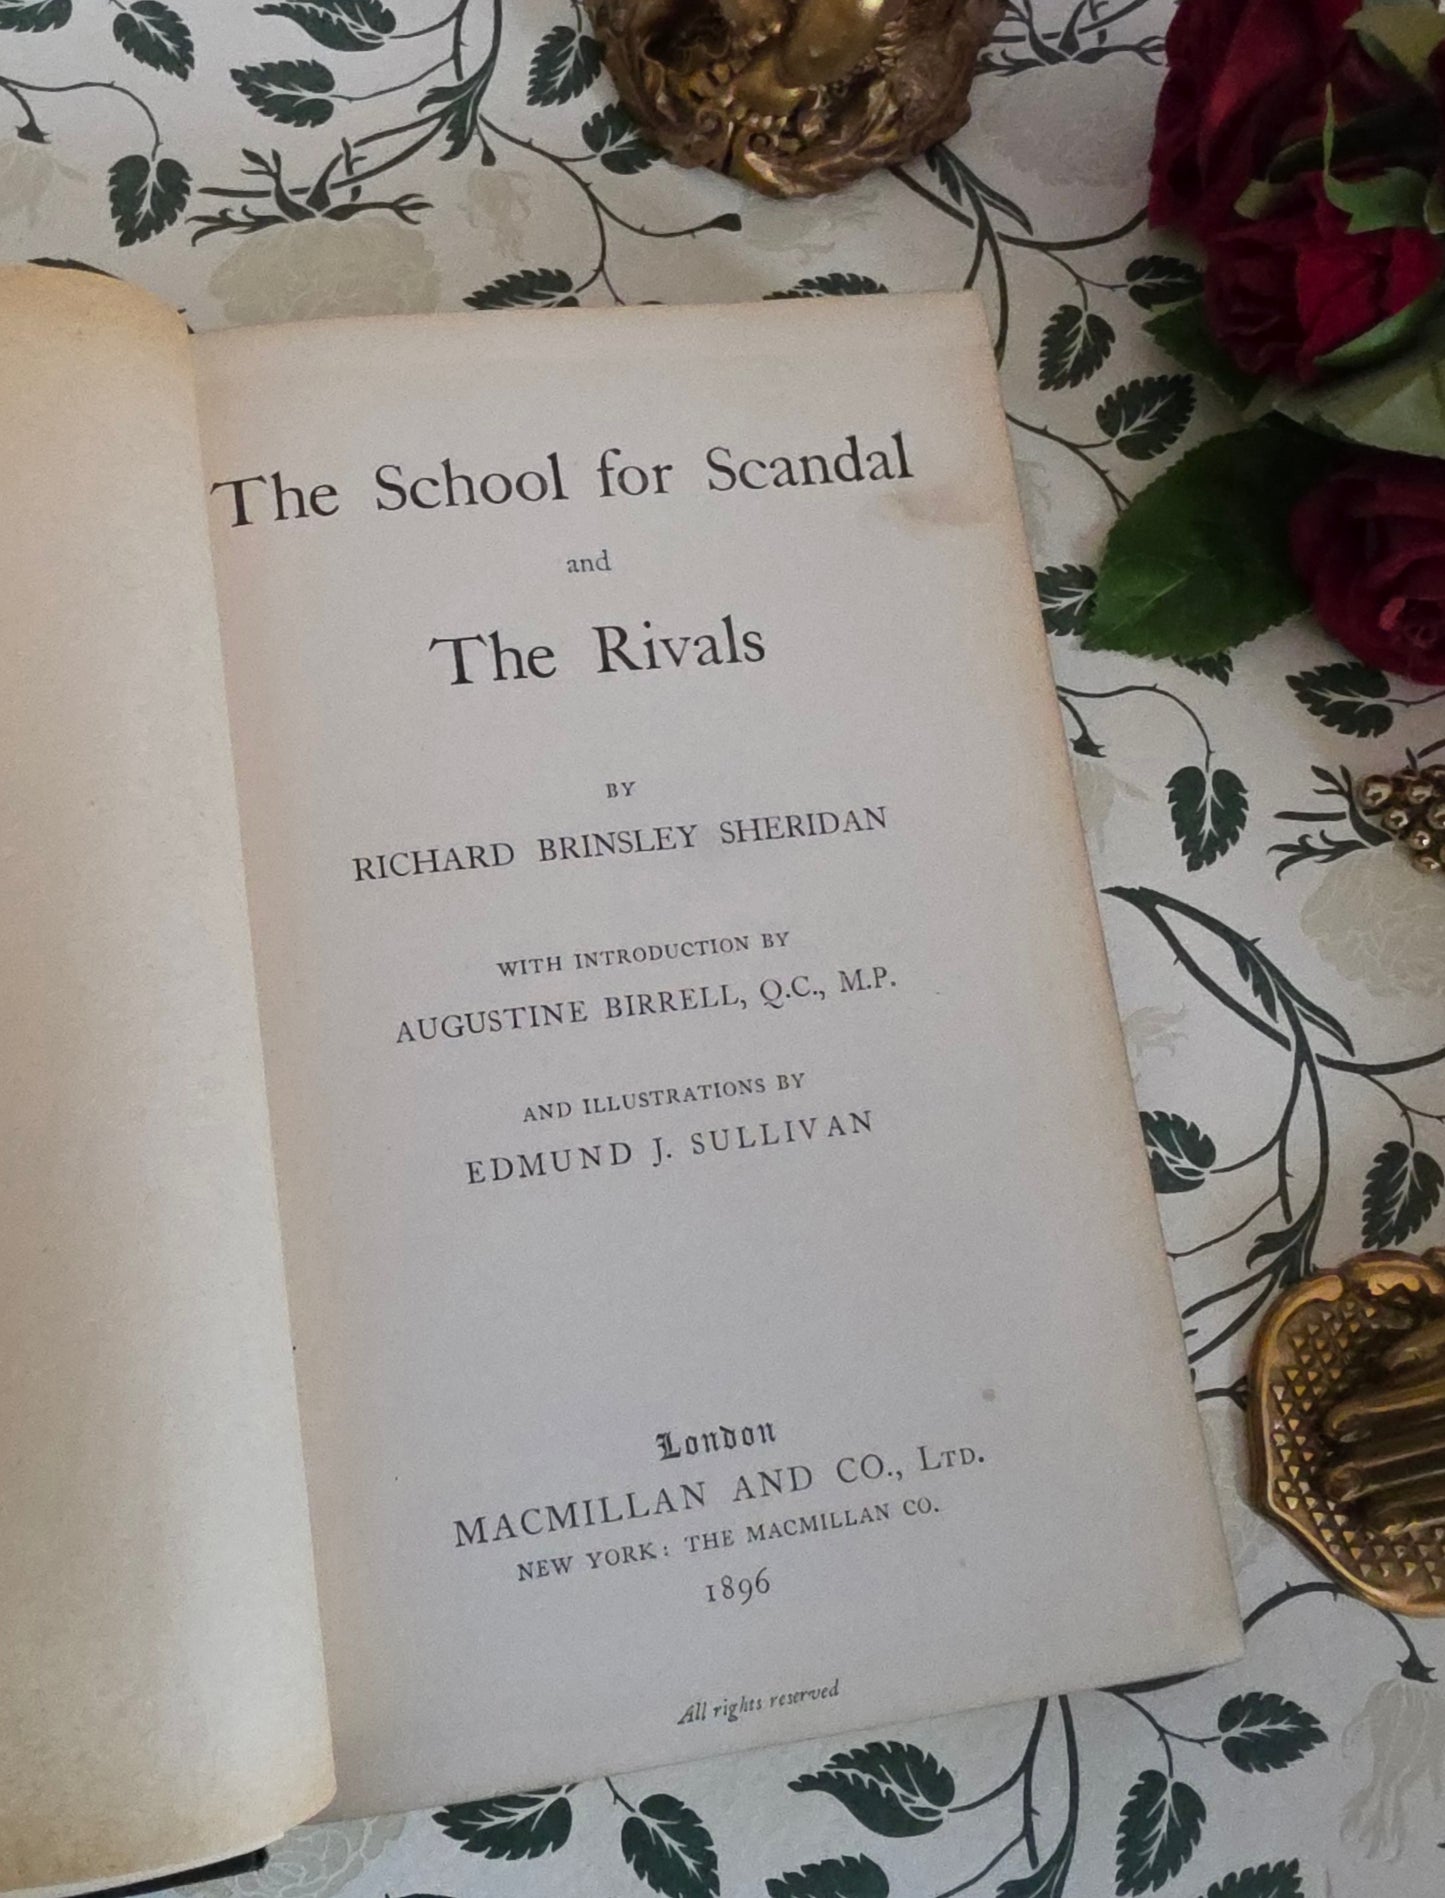 The School for Scandal
and
The Rivals
BY
RICHARD BRINSLEY SHERIDAN
WITH INTRODUCTION BY
AUGUSTINE BIRRELL, Q.C., M.P.
AND ILLUSTRATIONS BY
EDMUND J. SULLIVAN
London
MACMILLAN AND CO., LTD.
NEW YORK: THE MACMILLAN CO.
1896
All rights reserved